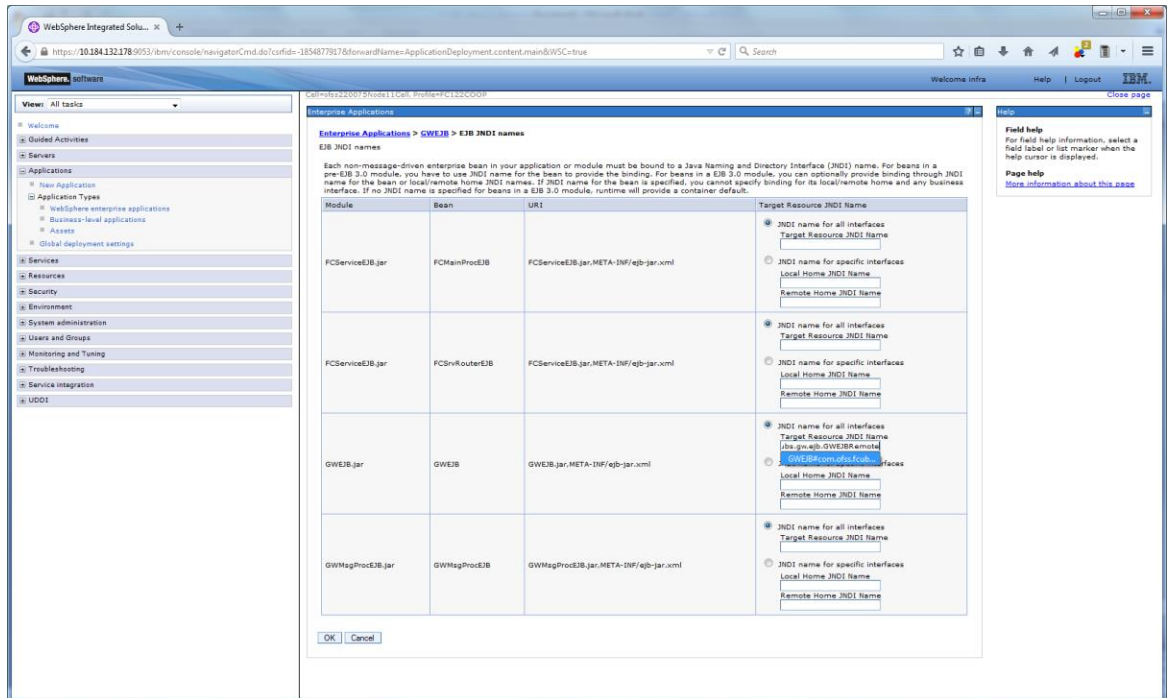 WebSphere Integrated Solu...
https://10.184.132.178:9053/ibm/console/navigatorCmd.do?csrfid=-1854877917&forwardName=ApplicationDeployment.content.main&WSC=true
Search
WebSphere. software
Welcome infra
Help | Logout
IBM.
View: All tasks
Welcome
Guided Activities
Servers
Applications
New Application
Application Types
WebSphere enterprise applications
Business-level applications
Assets
Global deployment settings
Services
Resources
Security
Environment
System administration
Users and Groups
Monitoring and Tuning
Troubleshooting
Service integration
UDDI
Cell=ofss220075Node11Cell, Profile=FC122COOP
Close page
Enterprise Applications
Enterprise Applications > GWEJB > EJB JNDI names
EJB JNDI names
Each non-message-driven enterprise bean in your application or module must be bound to a Java Naming and Directory Interface (JNDI) name. For beans in a
pre-EJB 3.0 module, you have to use JNDI name for the bean to provide the binding. For beans in a EJB 3.0 module, you can optionally provide binding through JNDI
name for the bean or local/remote home JNDI names. If JNDI name for the bean is specified, you cannot specify binding for its local/remote home and any business
interface. If no JNDI name is specified for beans in a EJB 3.0 module, runtime will provide a container default.
Module Bean URI Target Resource JNDI Name
JNDI name for all interfaces
Target Resource JNDI Name
FCServiceEJB.jar FCMainProcEJB FCServiceEJB.jar,META-INF/ejb-jar.xml
JNDI name for specific interfaces
Local Home JNDI Name
Remote Home JNDI Name
JNDI name for all interfaces
Target Resource JNDI Name
FCServiceEJB.jar FCSrvRouterEJB FCServiceEJB.jar,META-INF/ejb-jar.xml
JNDI name for specific interfaces
Local Home JNDI Name
Remote Home JNDI Name
JNDI name for all interfaces
Target Resource JNDI Name
ubs.gw.ejb.GWEJBRemote
GWEJB#com.ofss.fcub...
GWEJB.jar GWEJB GWEJB.jar,META-INF/ejb-jar.xml
Local Home JNDI Name
Remote Home JNDI Name
JNDI name for all interfaces
Target Resource JNDI Name
GWMsgProcEJB.jar GWMsgProcEJB GWMsgProcEJB.jar,META-INF/ejb-jar.xml
JNDI name for specific interfaces
Local Home JNDI Name
Remote Home JNDI Name
OK Cancel
Help
Field help
For field help information, select a
field label or list marker when the
help cursor is displayed.
Page help
More information about this page